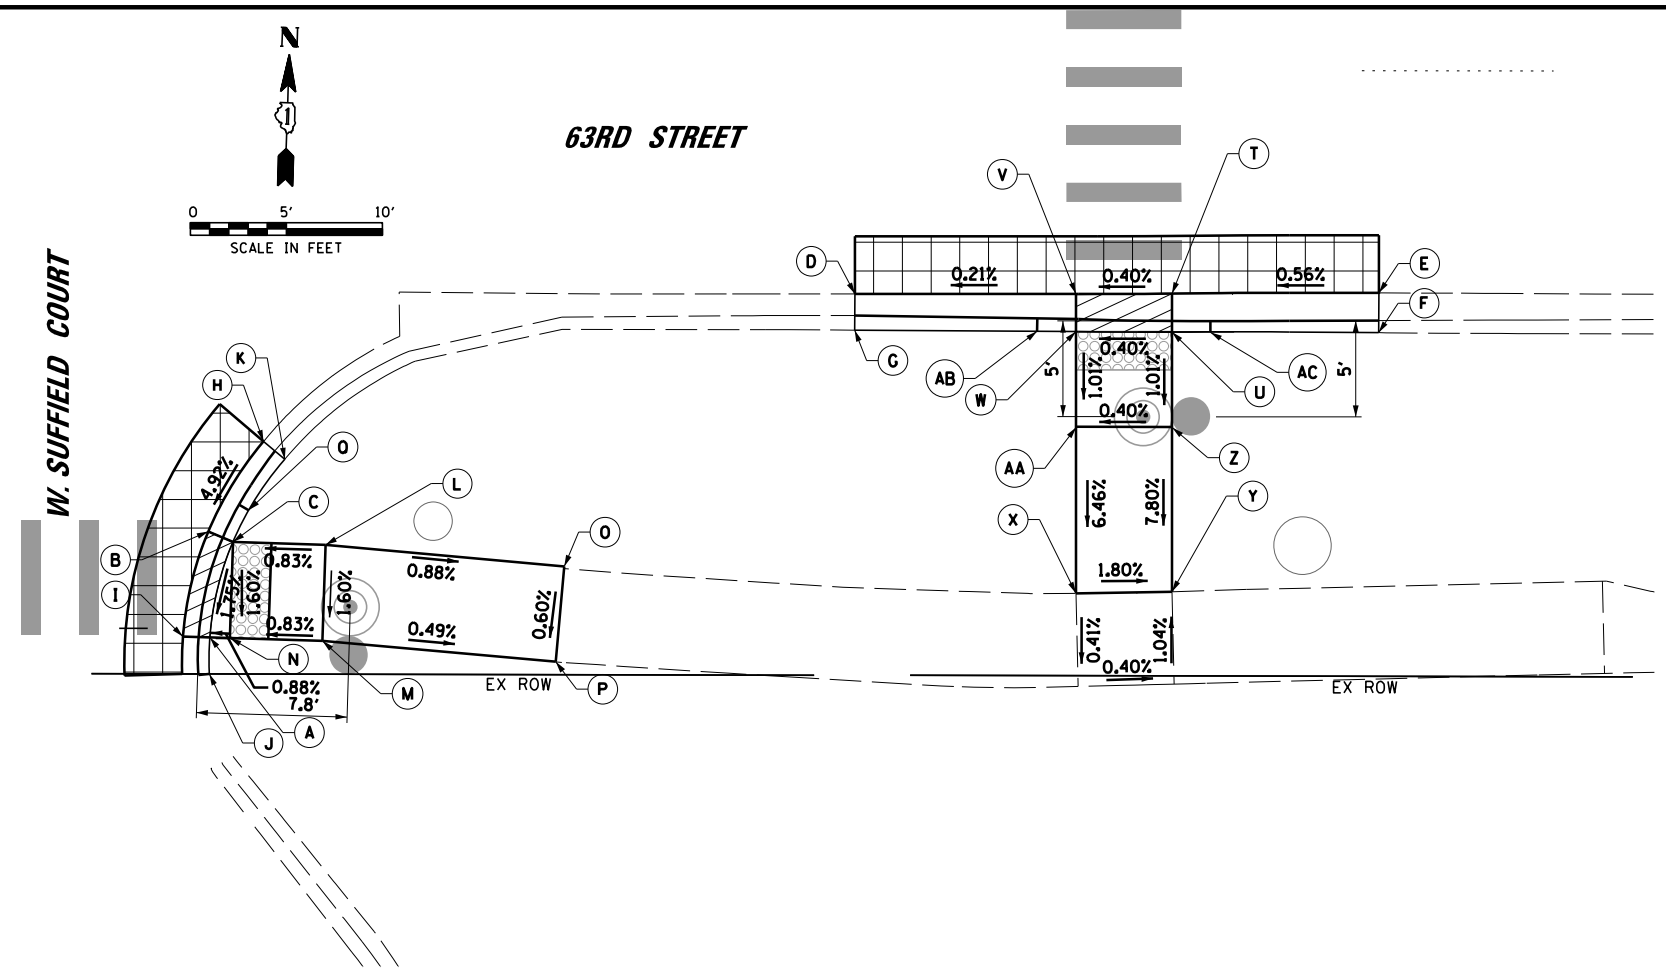 N
1
63RD STREET
0 5' 10'
SCALE IN FEET
W. SUFFIELD COURT
V
T
D
E
F
G
AB
W
U
AC
AA
Z
X
Y
0.21%
0.40%
0.56%
0.40%
5'
1.01%
1.01%
5'
0.40%
6.46%
7.80%
1.80%
0.41%
1.04%
0.40%
K
H
Q
L
C
B
I
O
4.92%
0.83%
0.88%
1.75%
1.60%
1.60%
0.60%
0.83%
0.49%
N
M
P
A
J
0.88%
7.8'
EX ROW
EX ROW